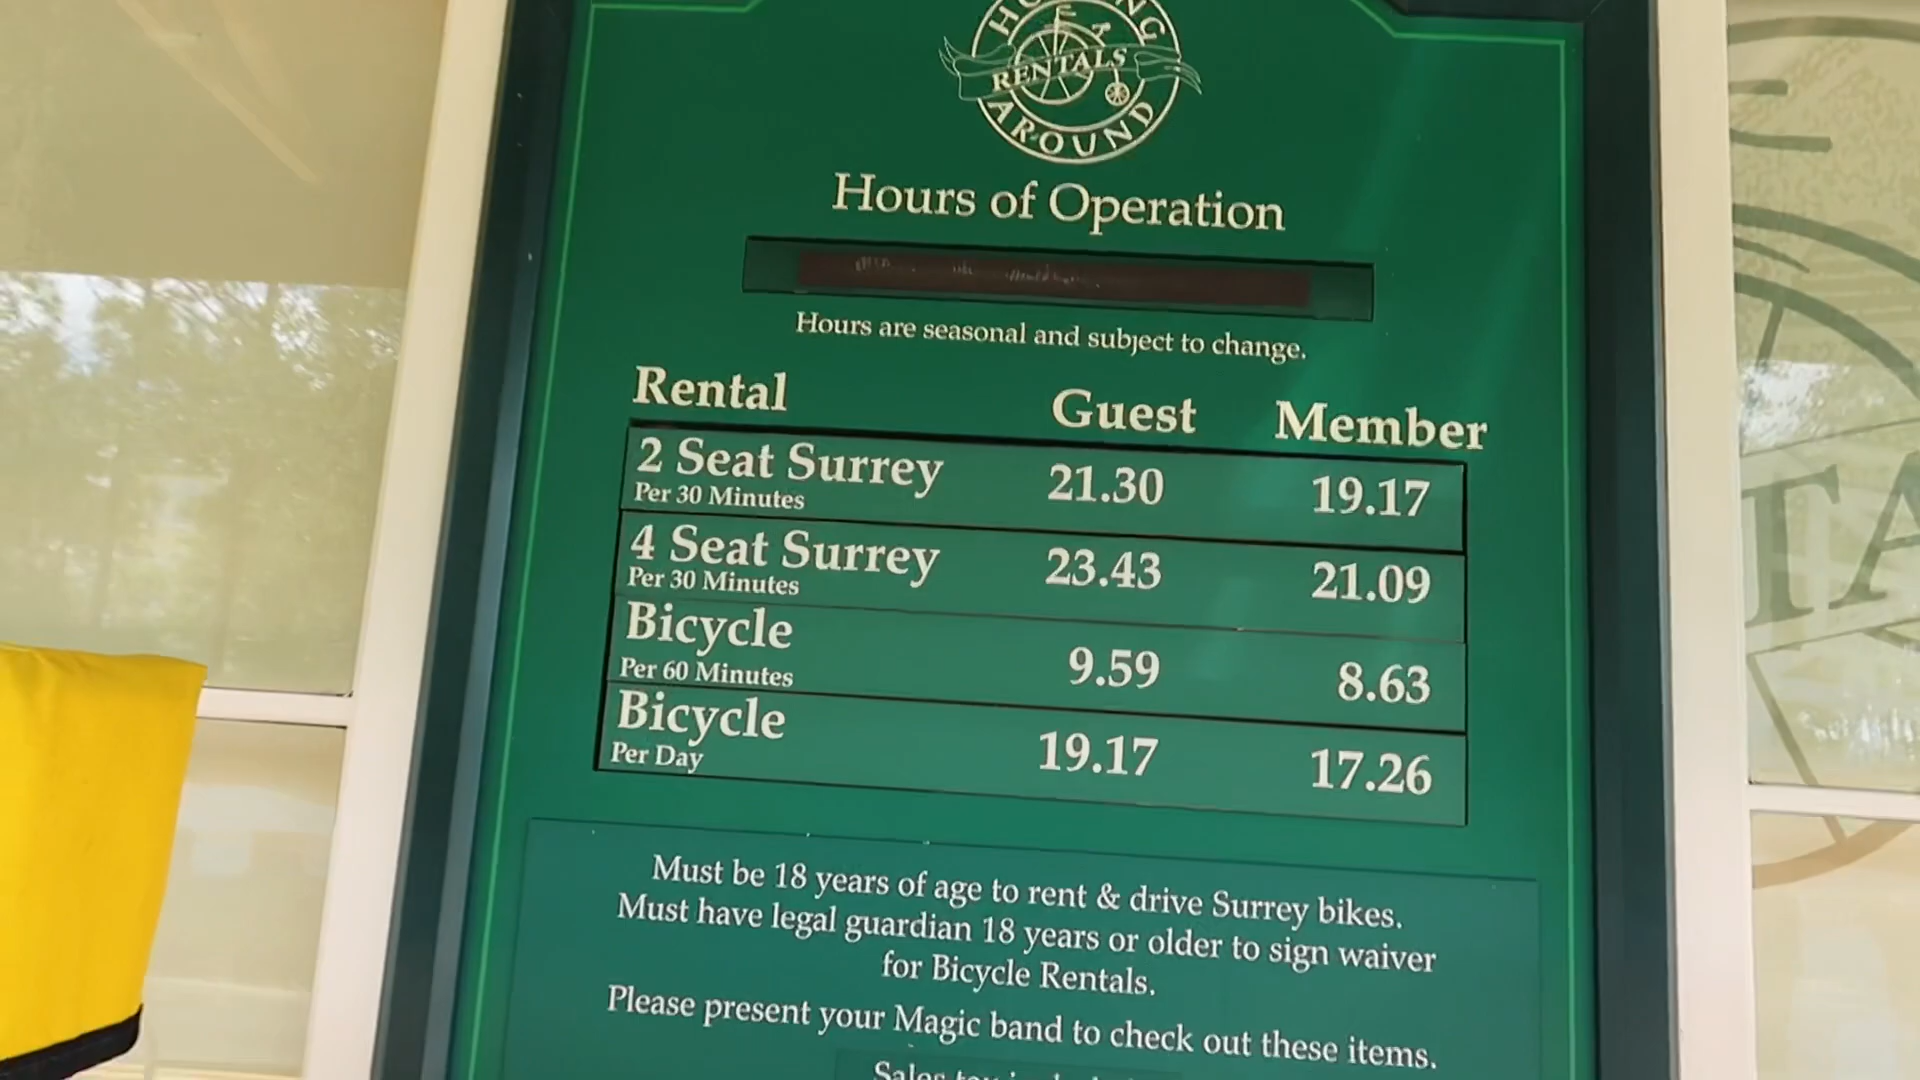 RENTALS
AROUND
Hours of Operation
Hours are seasonal and subject to change.
Rental Guest Member
2 Seat Surrey 21.30 19.17
Per 30 Minutes
4 Seat Surrey 23.43 21.09
Per 30 Minutes
Bicycle 9.59 8.63
Per 60 Minutes
Bicycle 19.17 17.26
Per Day
Must be 18 years of age to rent & drive Surrey bikes.
Must have legal guardian 18 years or older to sign waiver
for Bicycle Rentals.
Please present your Magic band to check out these items.
Sales